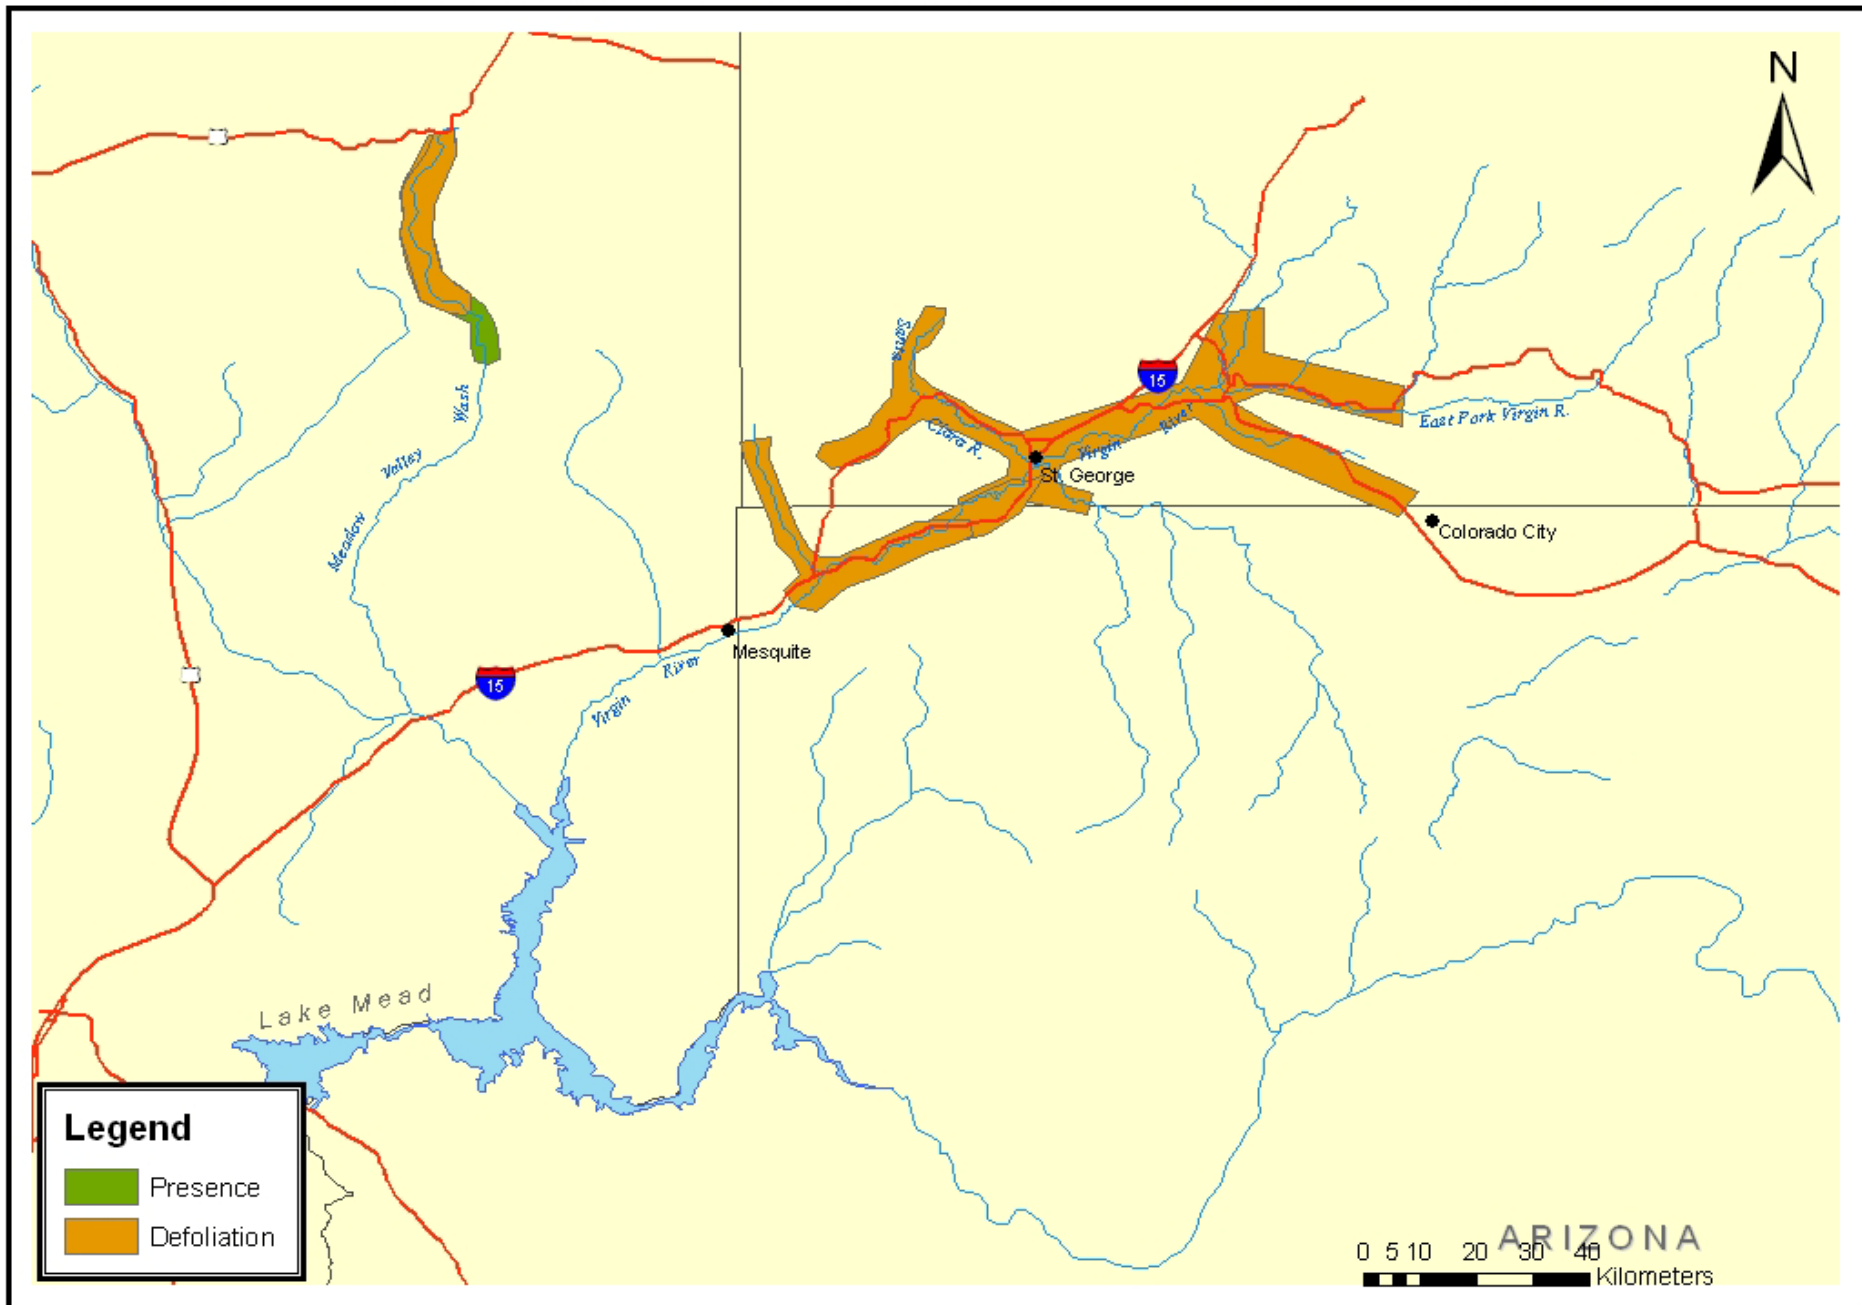 N
Santa
15
Wash
East Fork Virgin R.
River
Clara R.
Virgin
Valley
St. George
Meadow
Colorado City
Mesquite
River
15
Virgin
Lake Mead
Legend
Presence
Defoliation
ARIZONA
0 5 10 20 30 40
Kilometers